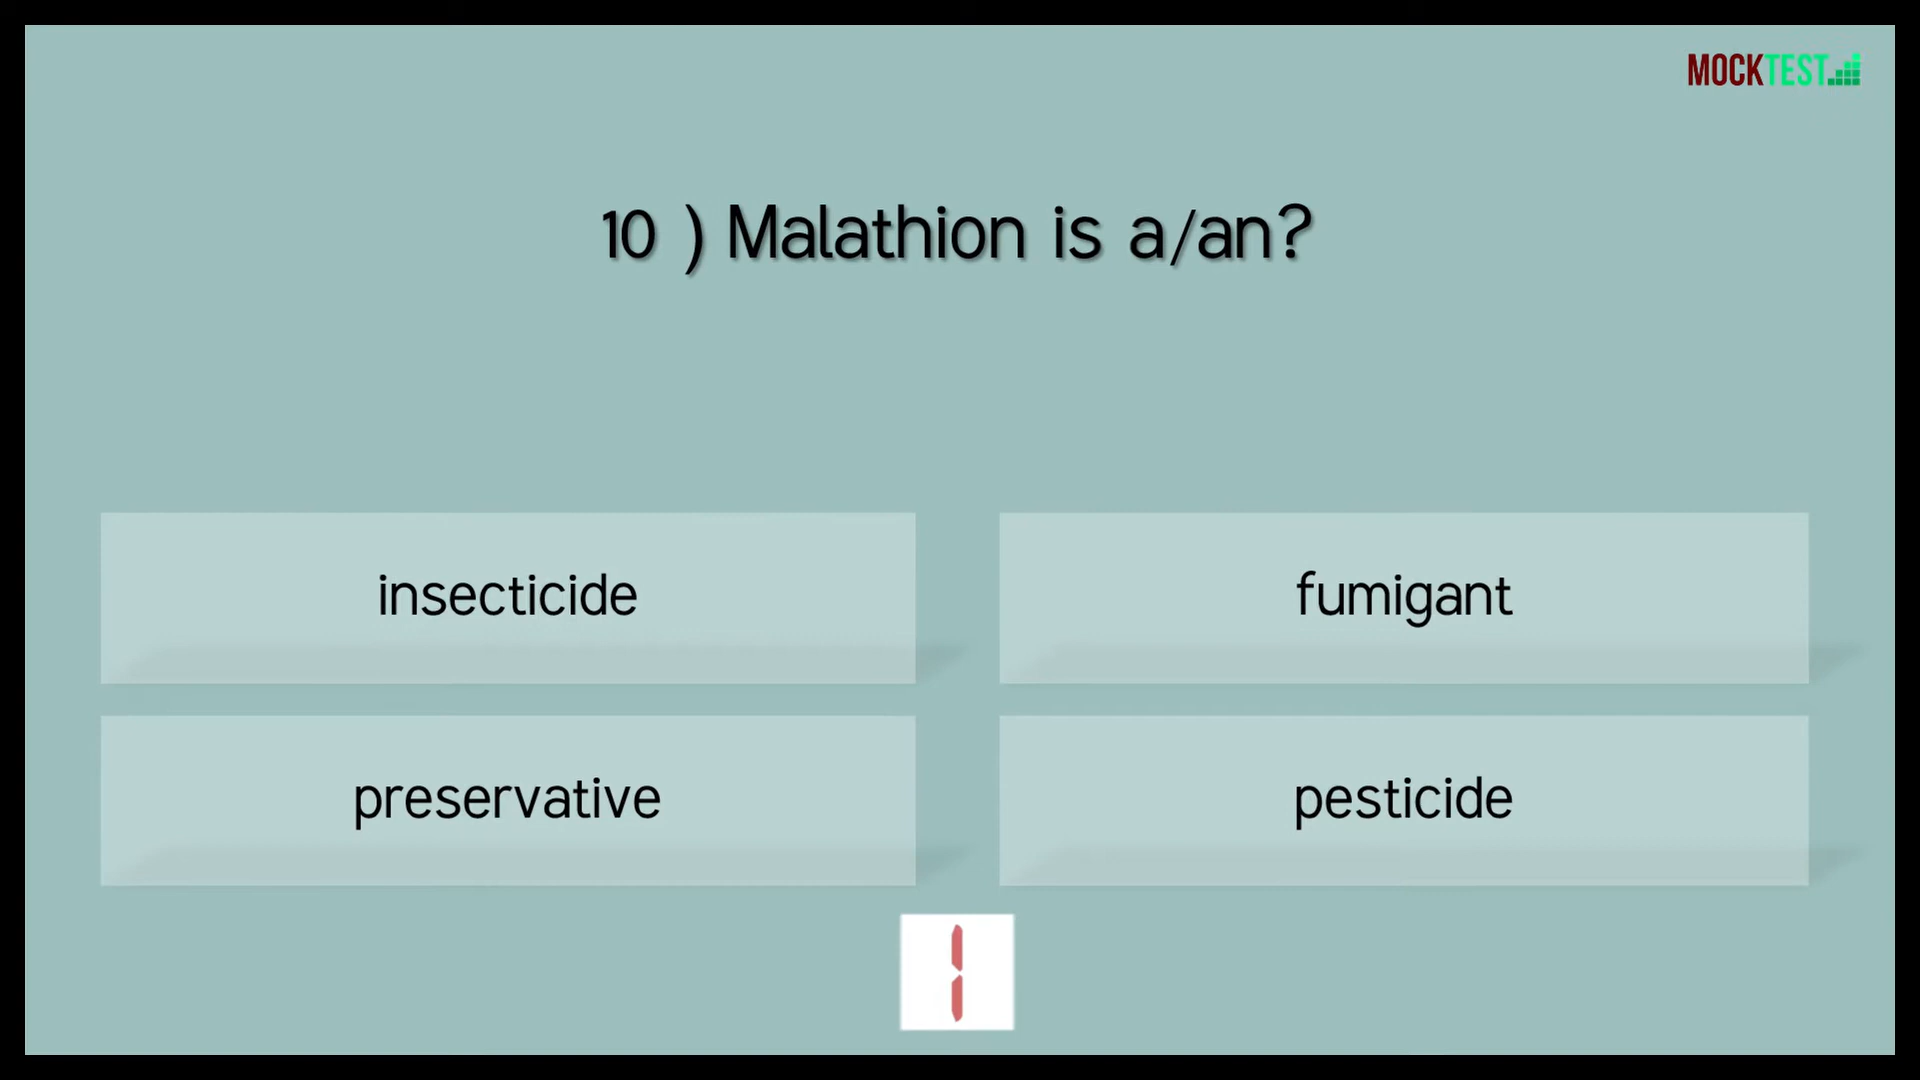 MOCKTEST
10 ) Malathion is a/an?
insecticide
fumigant
preservative
pesticide
1